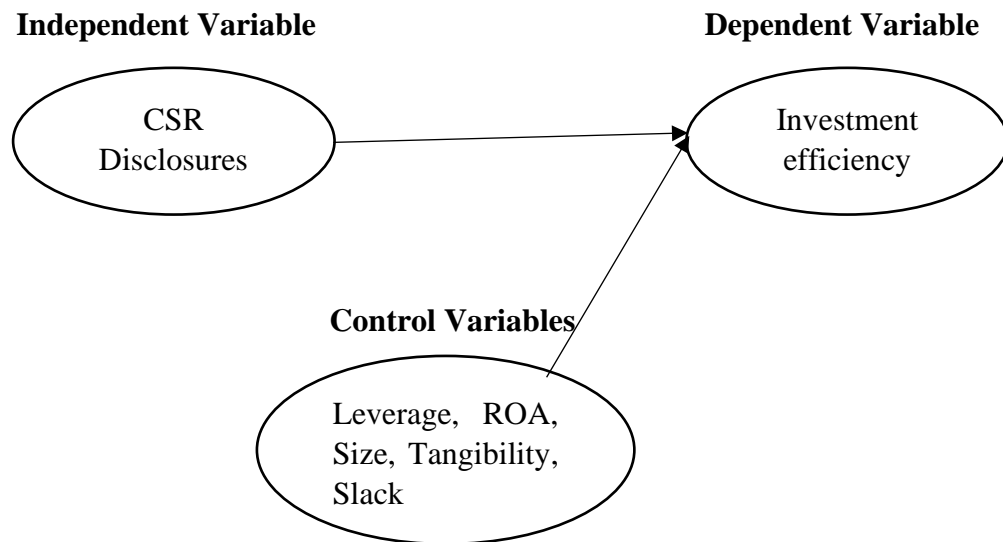 Independent Variable
Dependent Variable
CSR
Disclosures
Investment
efficiency
Control Variables
Leverage, ROA,
Size, Tangibility,
Slack